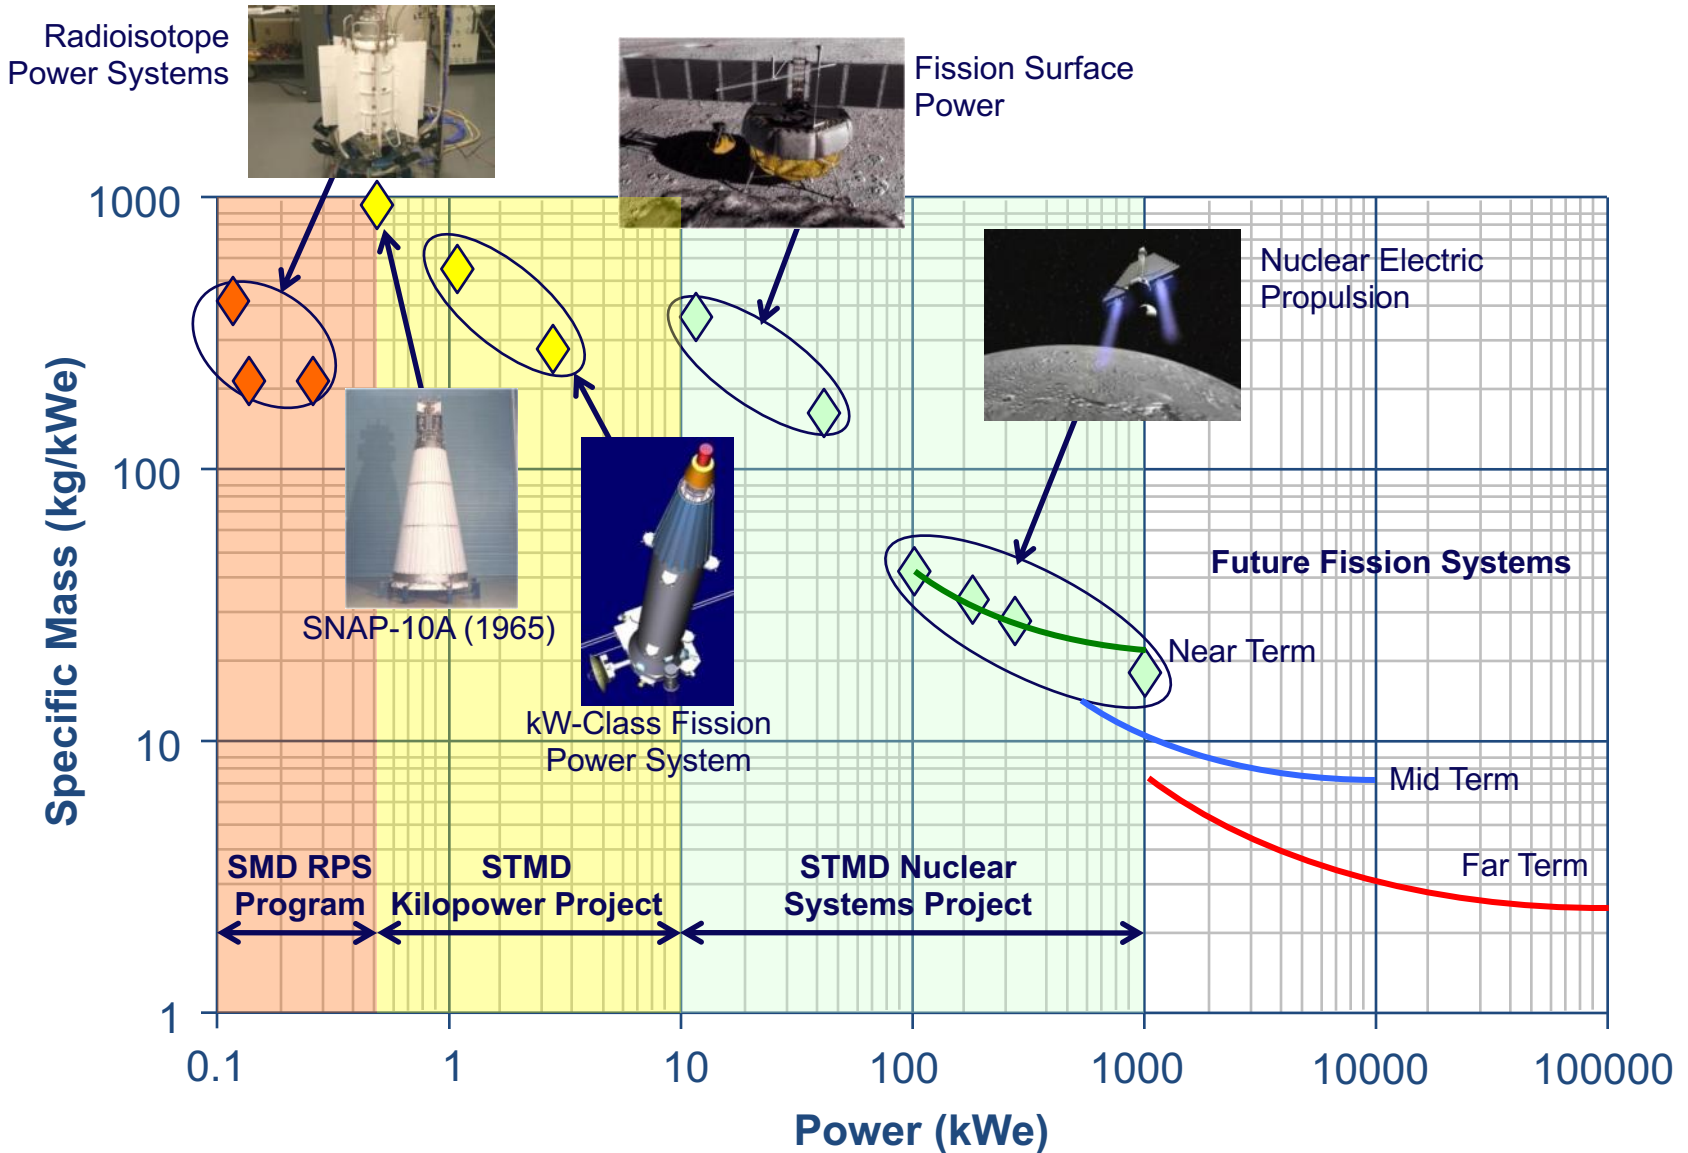 Radioisotope
Power Systems
Fission Surface
Power
Nuclear Electric
Propulsion
1000
100
10
1
Specific Mass (kg/kWe)
SNAP-10A (1965)
kW-Class Fission
Power System
Future Fission Systems
Near Term
Mid Term
Far Term
SMD RPS
Program
STMD
Kilopower Project
STMD Nuclear
Systems Project
0.1
1
10
100
1000
10000
100000
Power (kWe)